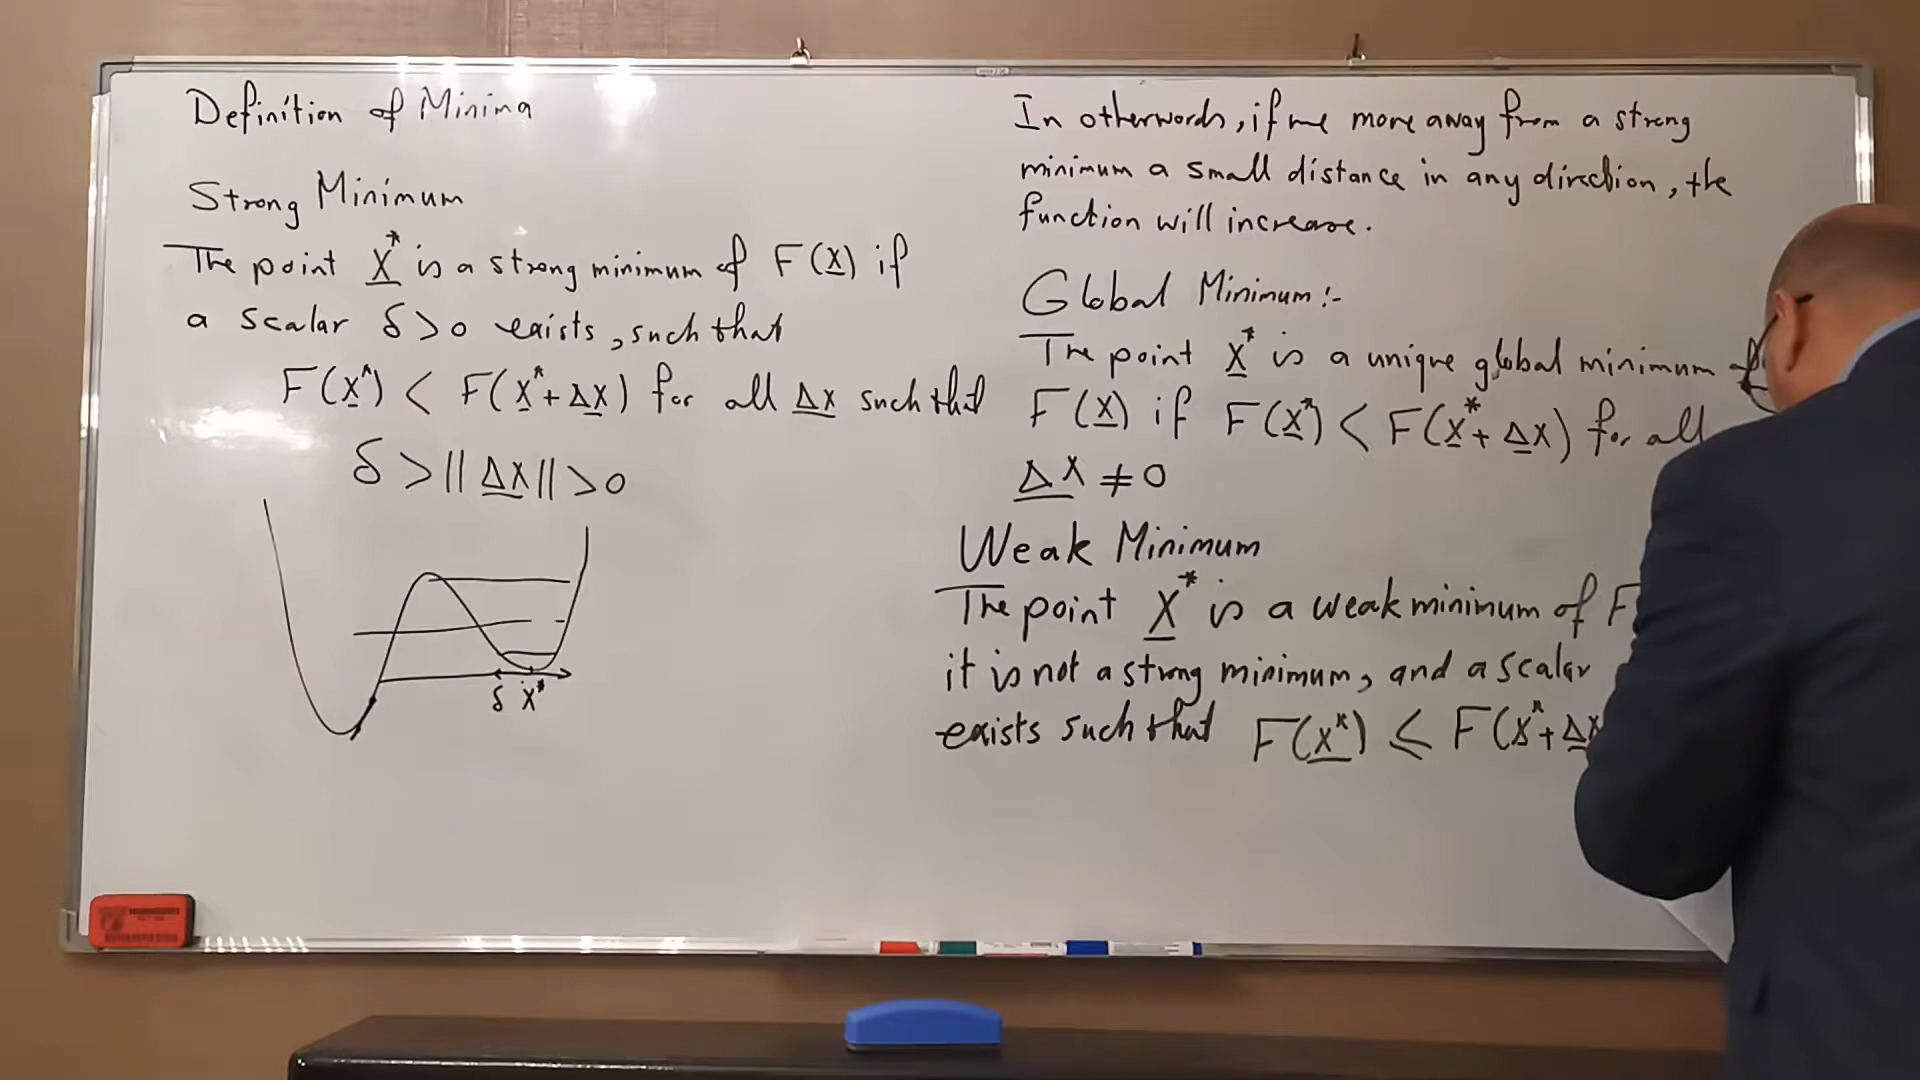 Definition of Minima
Strong Minimum
The point X* is a strong minimum of F(X) if
a scalar δ>0 exists, such that
F(X*) < F(X*+ΔX) for all ΔX such that
δ > ||ΔX|| > 0
δ X*
In otherwords, if we move away from a strong
minimum a small distance in any direction, the
function will increase.
Global Minimum:-
The point X* is a unique global minimum of
F(X) if F(X*) < F(X*+ΔX) for all
ΔX ≠ 0
Weak Minimum
The point X* is a weak minimum of F
it is not a strong minimum, and a scalar
exists such that F(X*) ≤ F(X*+ΔX